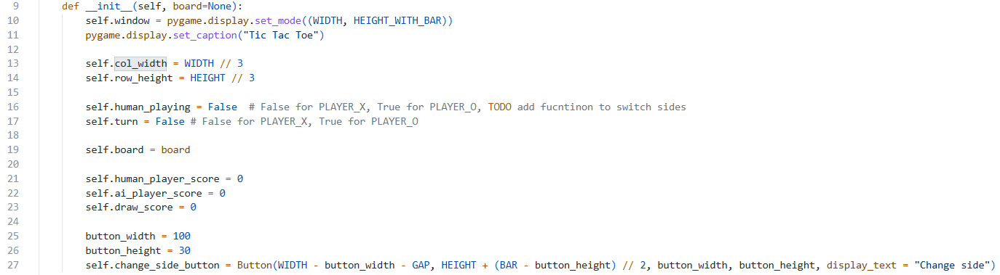 9 def __init__(self, board=None):
10 self.window = pygame.display.set_mode((WIDTH, HEIGHT_WITH_BAR))
11 pygame.display.set_caption("Tic Tac Toe")
12
13 self.col_width = WIDTH // 3
14 self.row_height = HEIGHT // 3
15
16 self.human_playing = False  # False for PLAYER_X, True for PLAYER_O, TODO add fucntinon to switch sides
17 self.turn = False # False for PLAYER_X, True for PLAYER_O
18
19 self.board = board
20
21 self.human_player_score = 0
22 self.ai_player_score = 0
23 self.draw_score = 0
24
25 button_width = 100
26 button_height = 30
27 self.change_side_button = Button(WIDTH - button_width - GAP, HEIGHT + (BAR - button_height) // 2, button_width, button_height, display_text = "Change side")